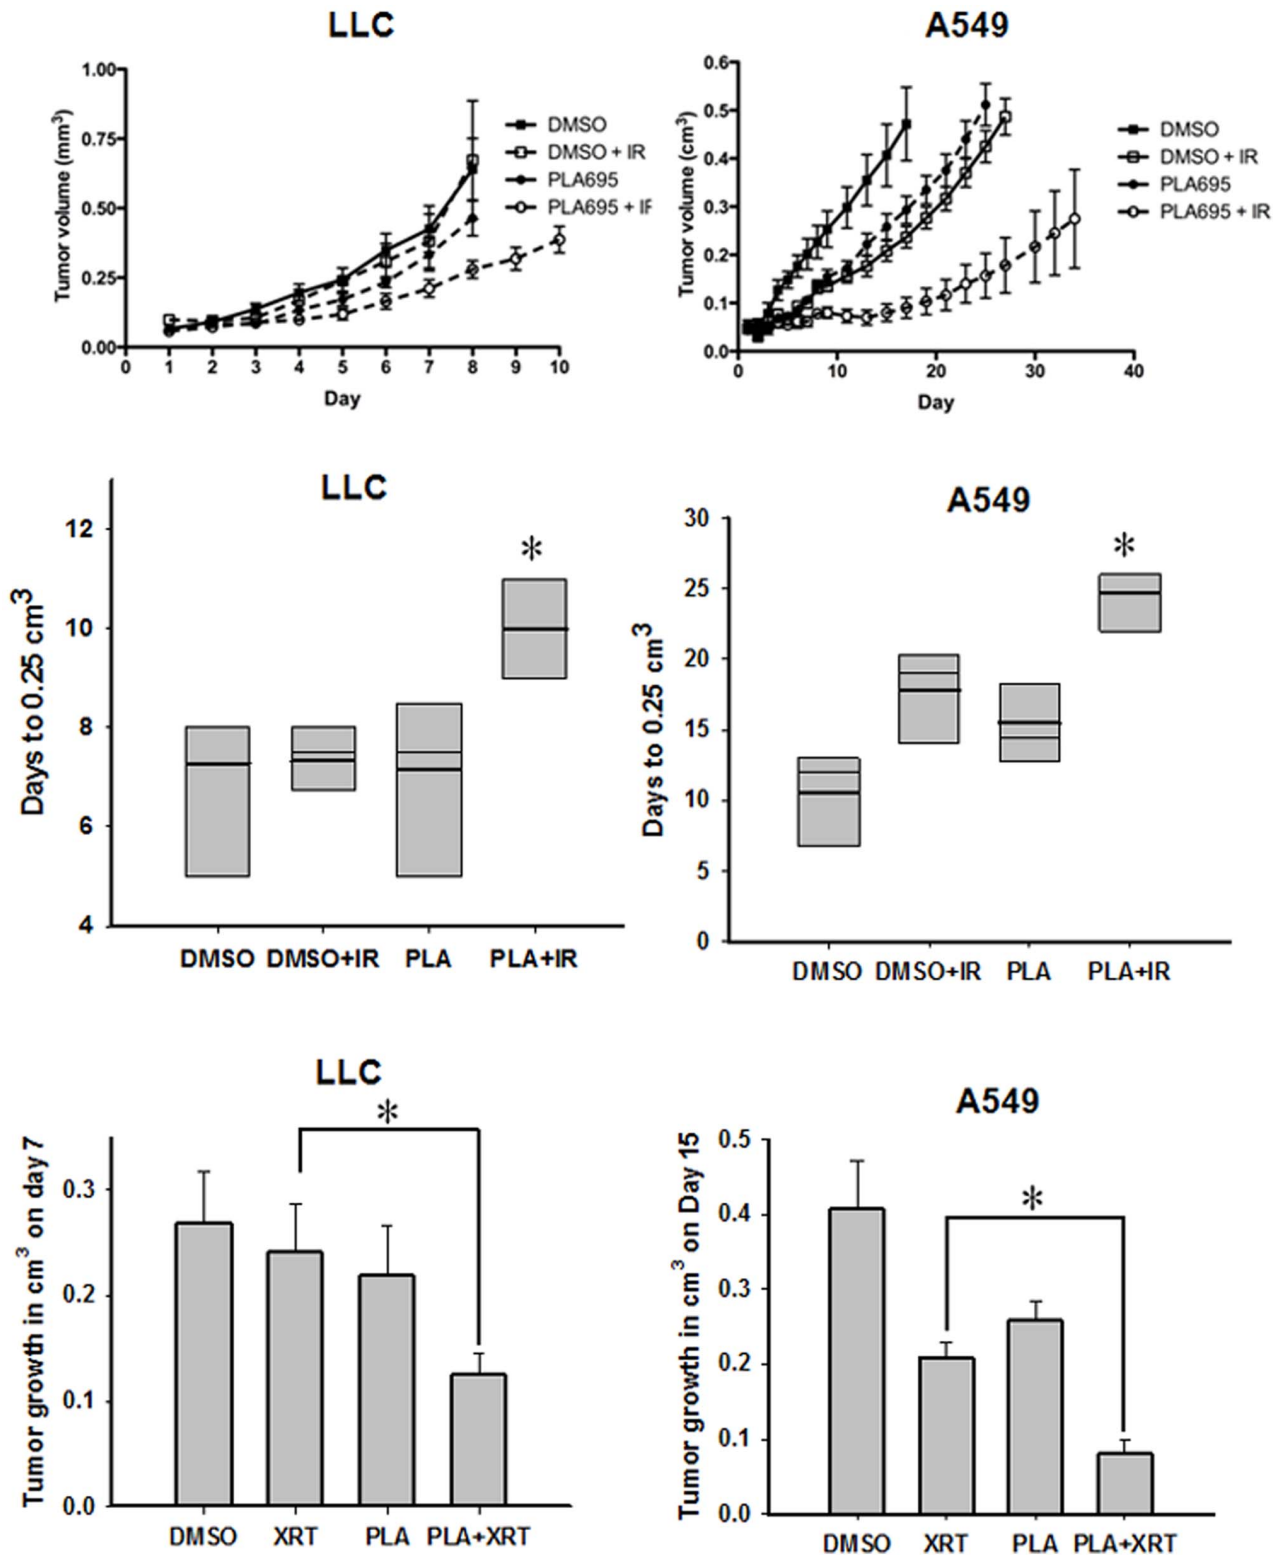 LLC
1.00
0.75
0.50
0.25
0.00
Tumor volume (mm³)
0 1 2 3 4 5 6 7 8 9 10
Day
DMSO
DMSO + IR
PLA695
PLA695 + IF
A549
0.6
0.5
0.4
0.3
0.2
0.1
0.0
Tumor volume (cm³)
0 10 20 30 40
Day
DMSO
DMSO + IR
PLA695
PLA695 + IR
LLC
12
10
8
6
4
Days to 0.25 cm³
*
DMSO DMSO+IR PLA PLA+IR
A549
30
25
20
15
10
5
0
Days to 0.25 cm³
*
DMSO DMSO+IR PLA PLA+IR
LLC
*
0.3
0.2
0.1
0.0
Tumor growth in cm³ on day 7
DMSO XRT PLA PLA+XRT
A549
*
0.5
0.4
0.3
0.2
0.1
0.0
Tumor growth in cm³ on Day 15
DMSO XRT PLA PLA+XRT